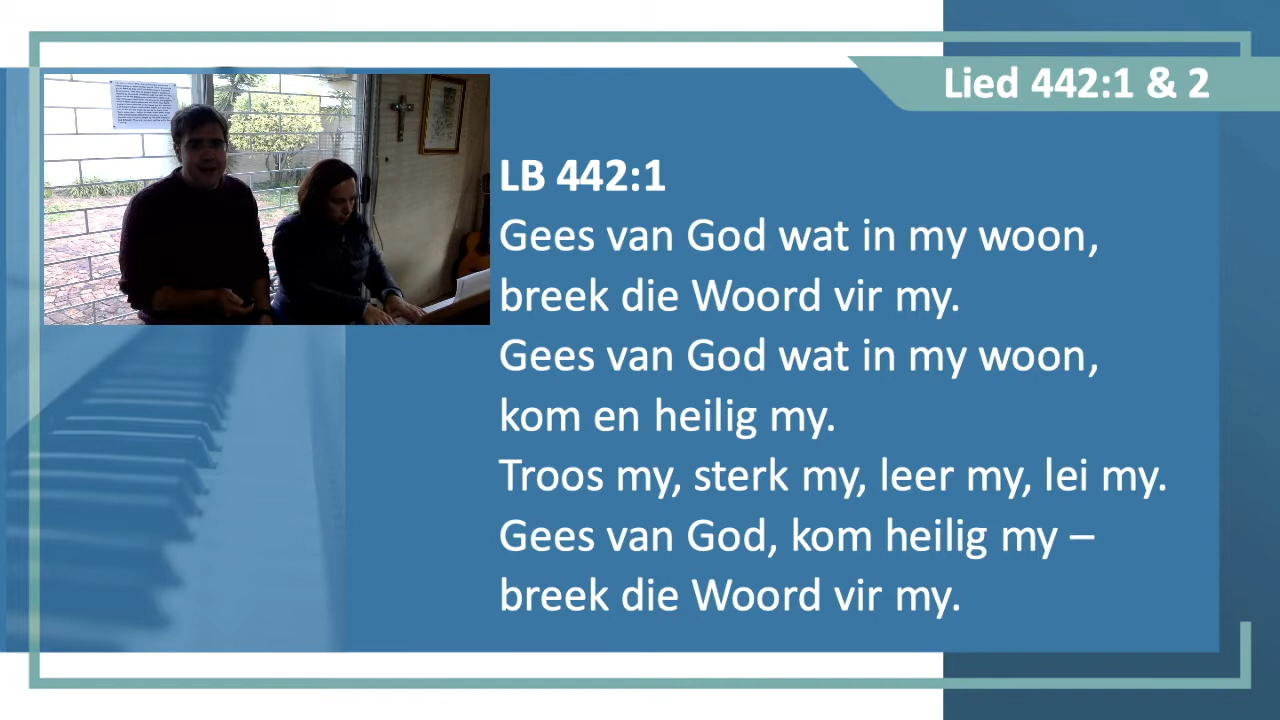 Lied 442:1 & 2
LB 442:1
Gees van God wat in my woon,
breek die Woord vir my.
Gees van God wat in my woon,
kom en heilig my.
Troos my, sterk my, leer my, lei my.
Gees van God, kom heilig my –
breek die Woord vir my.